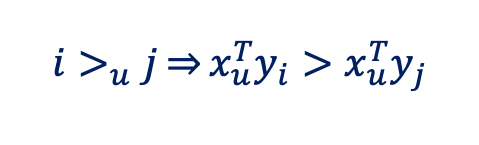 i >_u j ⇒ x_u^T y_i > x_u^T y_j